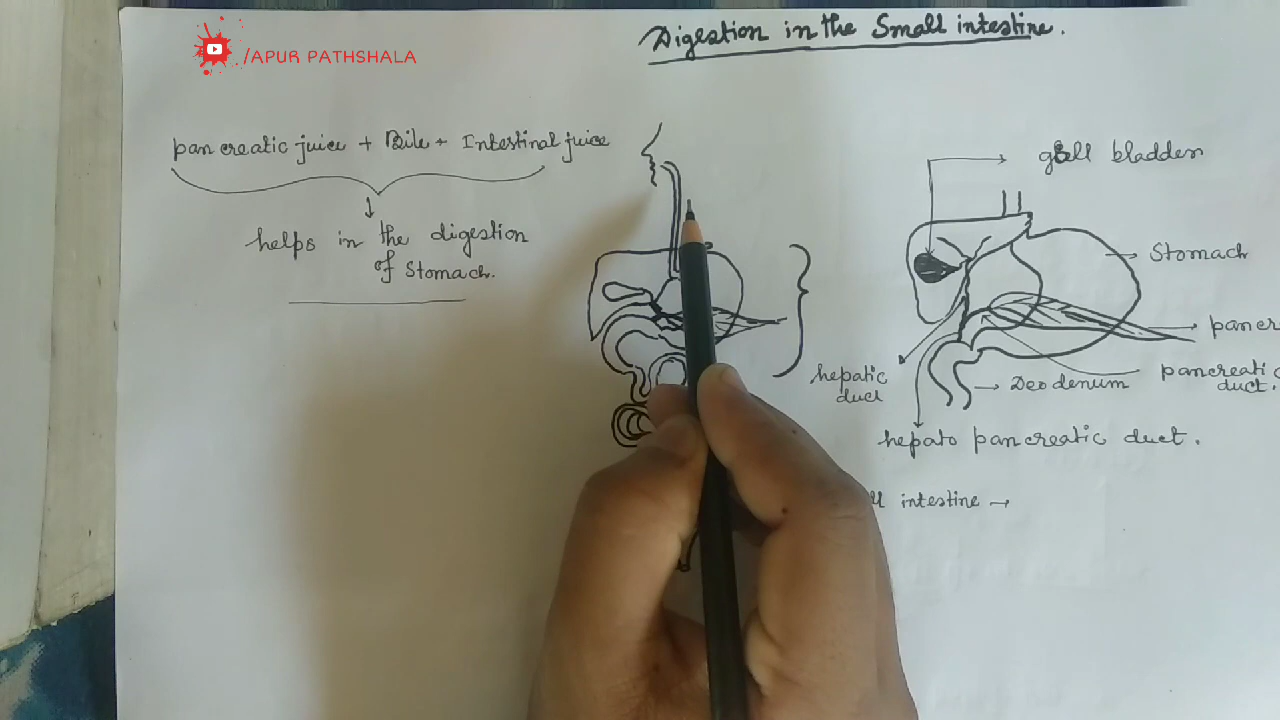 /APUR PATHSHALA
Digestion in the Small intestine.
pancreatic juice + Bile + Intestinal juice
helps in the digestion
of Stomach.
gall bladder
Stomach
pancr
pancreatic
duct.
hepatic
duct
Deodenum
hepato pancreatic duct.
intestine →